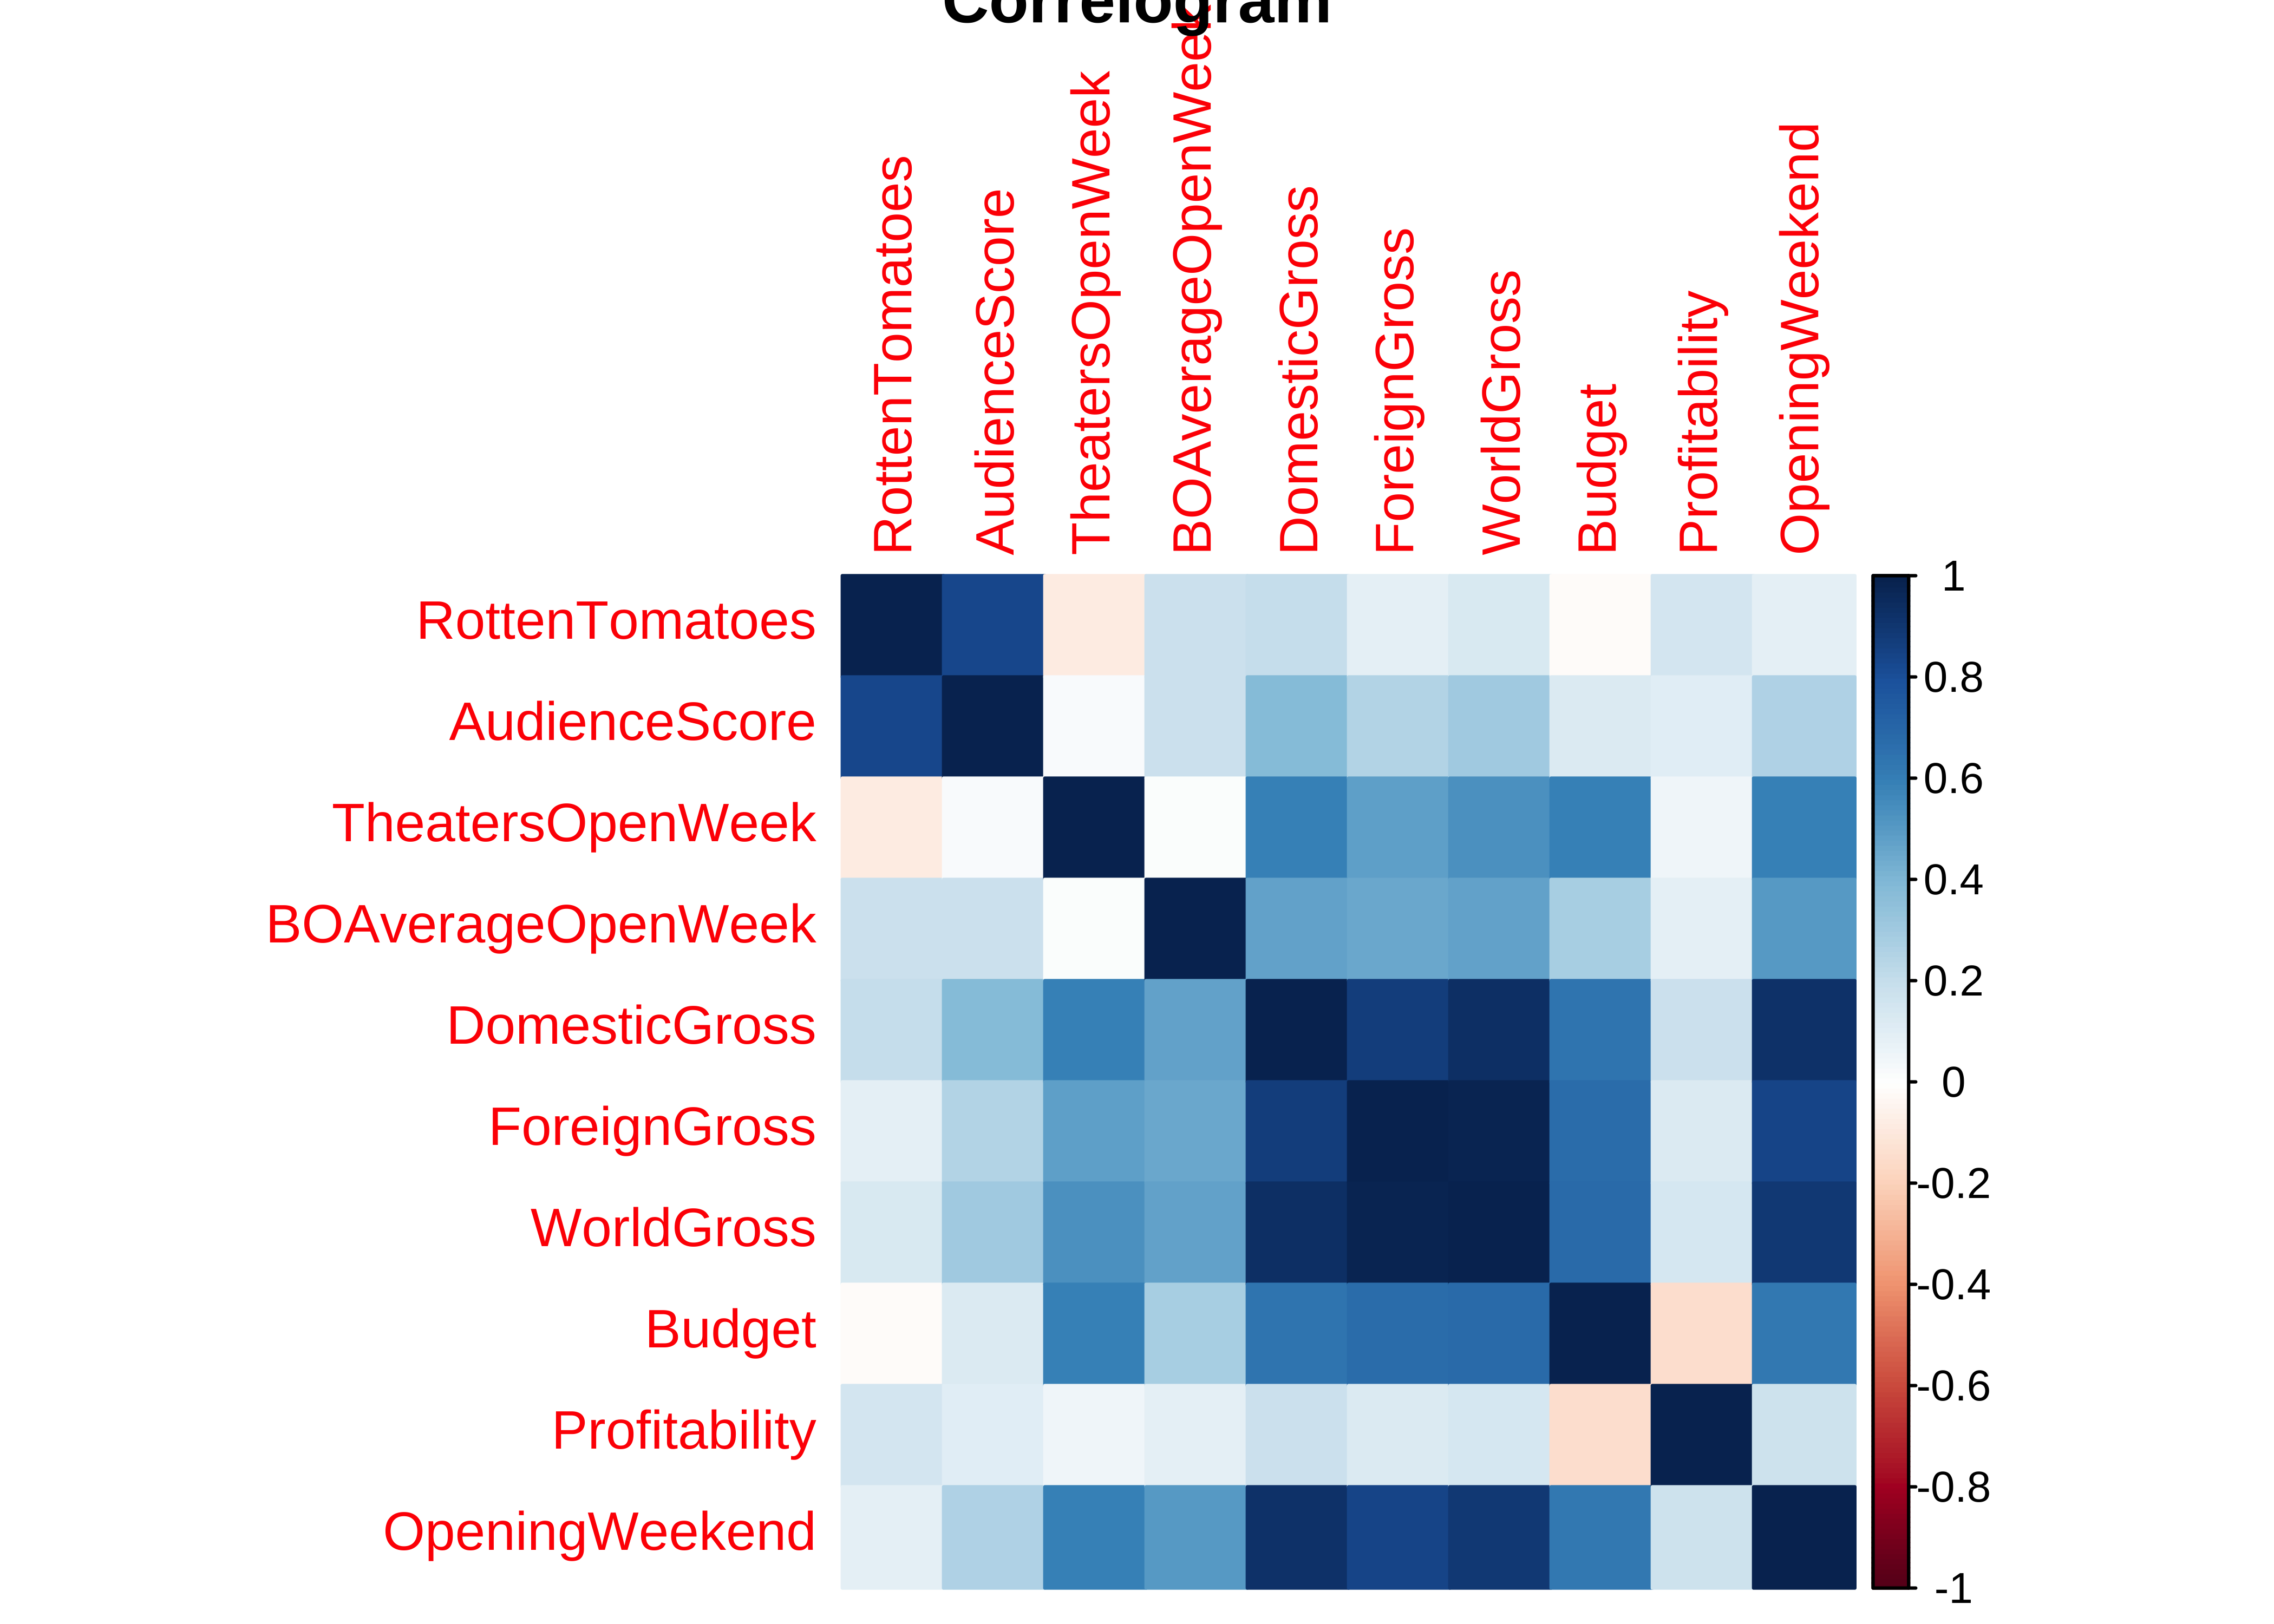 Correlogram
RottenTomatoes
AudienceScore
TheatersOpenWeek
BOAverageOpenWeek
DomesticGross
ForeignGross
WorldGross
Budget
Profitability
OpeningWeekend
RottenTomatoes
AudienceScore
TheatersOpenWeek
BOAverageOpenWeek
DomesticGross
ForeignGross
WorldGross
Budget
Profitability
OpeningWeekend
1
0.8
0.6
0.4
0.2
0
-0.2
-0.4
-0.6
-0.8
-1